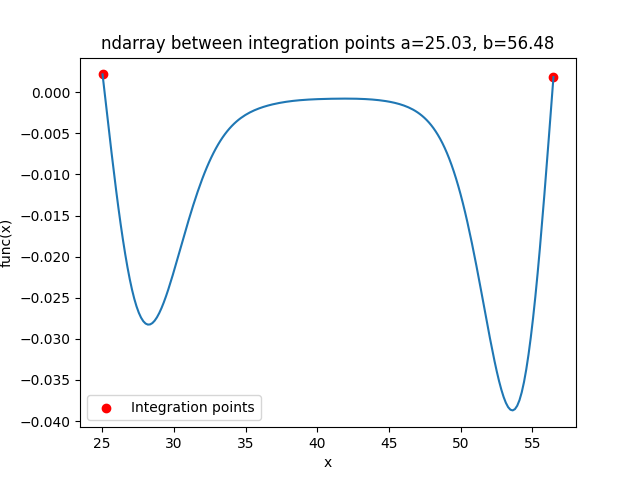 ndarray between integration points a=25.03, b=56.48
0.000
−0.005
−0.010
−0.015
−0.020
−0.025
−0.030
−0.035
−0.040
func(x)
Integration points
25 30 35 40 45 50 55
x